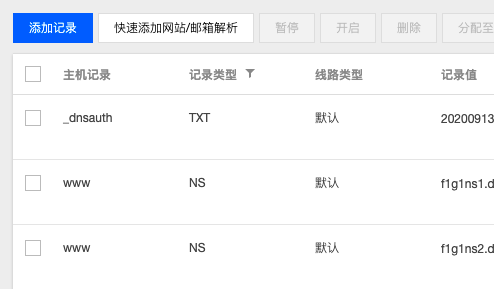 添加记录 快速添加网站/邮箱解析 暂停 开启 删除 分配至
主机记录 记录类型 线路类型 记录值
_dnsauth TXT 默认 20200913
www NS 默认 f1g1ns1.d
www NS 默认 f1g1ns2.d